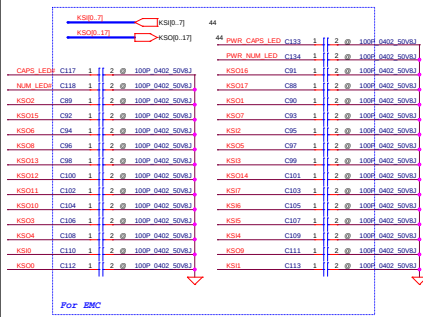 KSI[0..7] KSI[0..7] 44
KSO[0..17] KSO[0..17] 44
PWR_CAPS_LED C133 1 2 @ 100P_0402_50V8J
PWR_NUM_LED C134 1 2 @ 100P_0402_50V8J
CAPS_LED# C117 1 2 @ 100P_0402_50V8J KSO16 C91 1 2 @ 100P_0402_50V8J
NUM_LED# C118 1 2 @ 100P_0402_50V8J KSO17 C88 1 2 @ 100P_0402_50V8J
KSO2 C89 1 2 @ 100P_0402_50V8J KSO1 C90 1 2 @ 100P_0402_50V8J
KSO15 C92 1 2 @ 100P_0402_50V8J KSO7 C93 1 2 @ 100P_0402_50V8J
KSO6 C94 1 2 @ 100P_0402_50V8J KSI2 C95 1 2 @ 100P_0402_50V8J
KSO8 C96 1 2 @ 100P_0402_50V8J KSO5 C97 1 2 @ 100P_0402_50V8J
KSO13 C98 1 2 @ 100P_0402_50V8J KSI3 C99 1 2 @ 100P_0402_50V8J
KSO12 C100 1 2 @ 100P_0402_50V8J KSO14 C101 1 2 @ 100P_0402_50V8J
KSO11 C102 1 2 @ 100P_0402_50V8J KSI7 C103 1 2 @ 100P_0402_50V8J
KSO10 C104 1 2 @ 100P_0402_50V8J KSI6 C105 1 2 @ 100P_0402_50V8J
KSO3 C106 1 2 @ 100P_0402_50V8J KSI5 C107 1 2 @ 100P_0402_50V8J
KSO4 C108 1 2 @ 100P_0402_50V8J KSI4 C109 1 2 @ 100P_0402_50V8J
KSI0 C110 1 2 @ 100P_0402_50V8J KSO9 C111 1 2 @ 100P_0402_50V8J
KSO0 C112 1 2 @ 100P_0402_50V8J KSI1 C113 1 2 @ 100P_0402_50V8J
For EMC